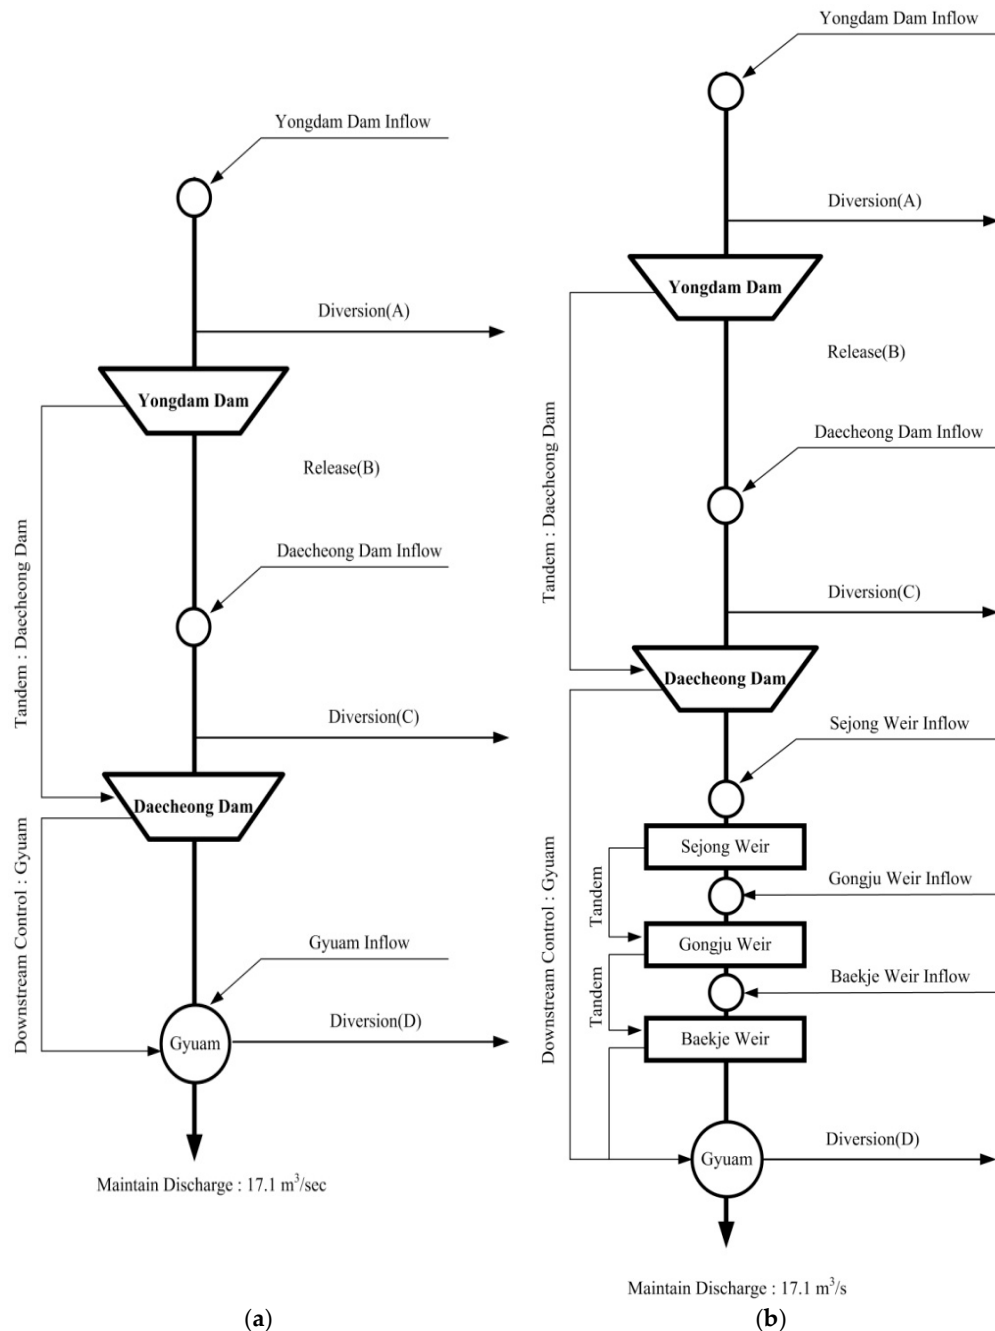 Yongdam Dam Inflow
Diversion(A)
Yongdam Dam
Release(B)
Tandem : Daecheong Dam
Daecheong Dam Inflow
Diversion(C)
Daecheong Dam
Downstream Control : Gyuam
Gyuam Inflow
Gyuam
Diversion(D)
Maintain Discharge : 17.1 m³/sec
(a)
Yongdam Dam Inflow
Diversion(A)
Yongdam Dam
Release(B)
Tandem : Daecheong Dam
Daecheong Dam Inflow
Diversion(C)
Daecheong Dam
Sejong Weir Inflow
Sejong Weir
Tandem
Gongju Weir Inflow
Gongju Weir
Downstream Control : Gyuam
Tandem
Baekje Weir Inflow
Baekje Weir
Gyuam
Diversion(D)
Maintain Discharge : 17.1 m³/s
(b)